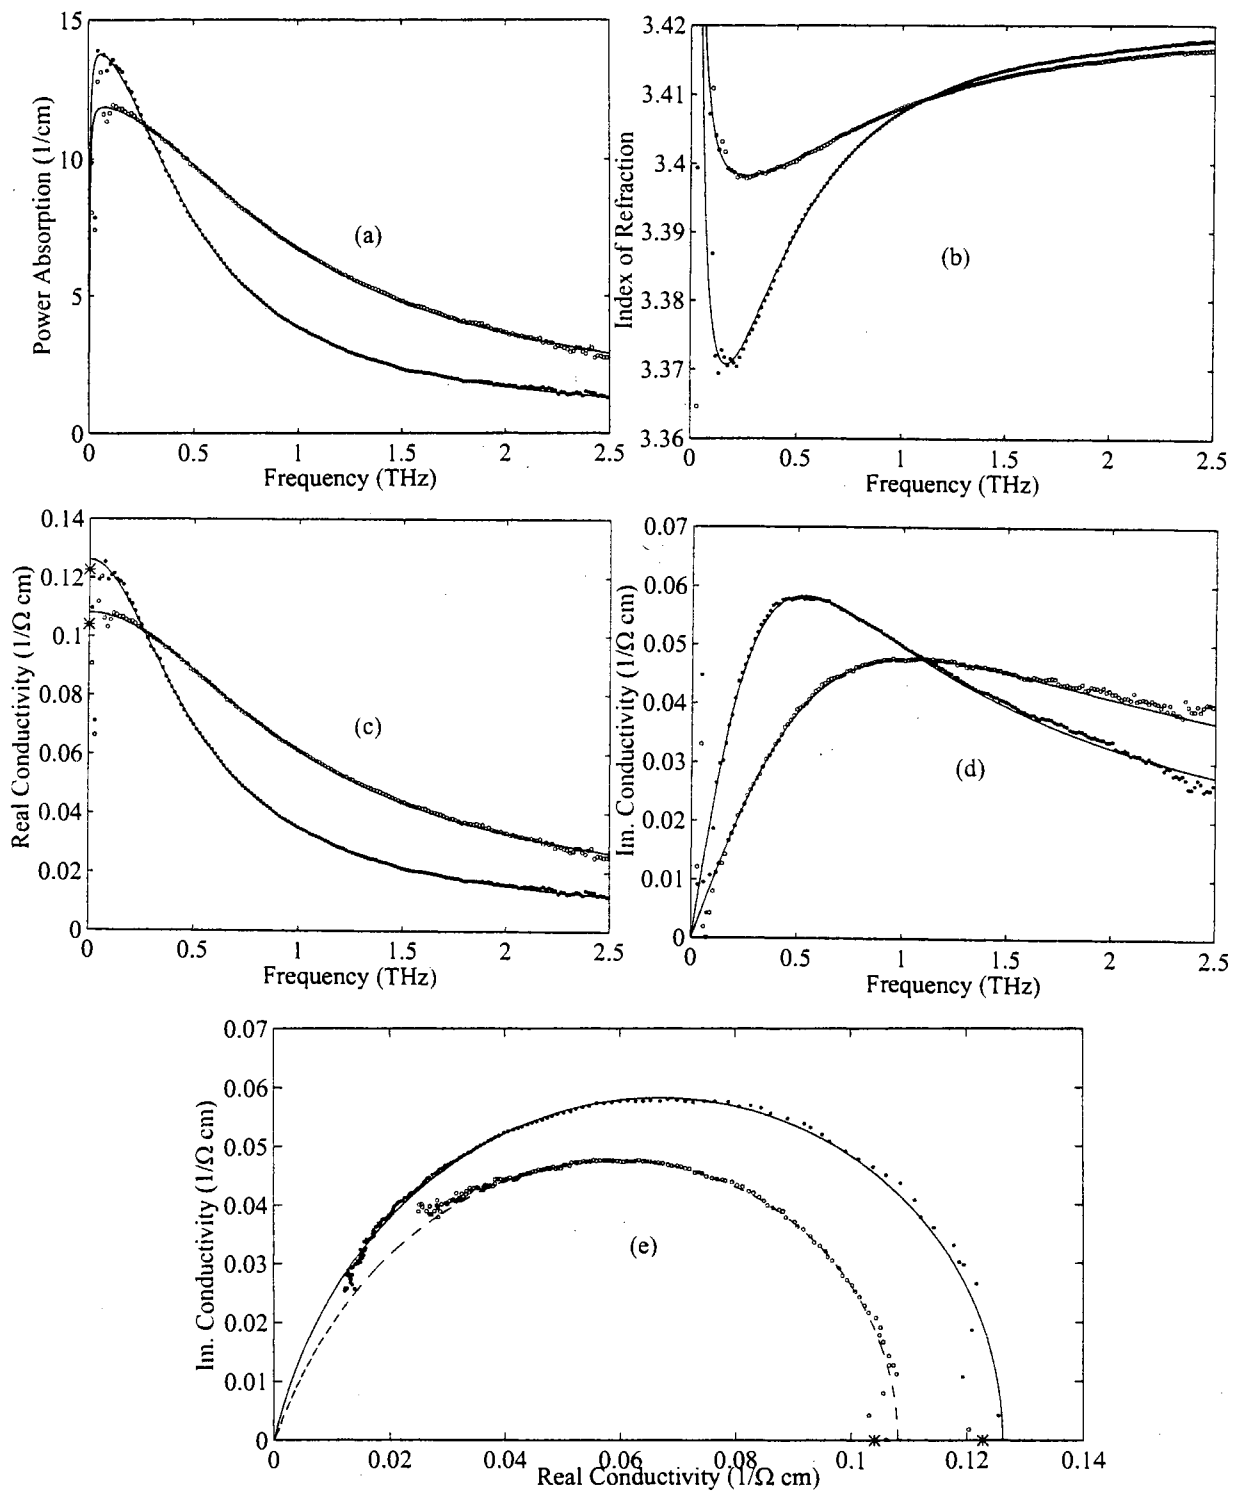 15
10
5
0
Power Absorption (1/cm)
(a)
0 0.5 1 1.5 2 2.5
Frequency (THz)
3.42
3.41
3.4
3.39
3.38
3.37
3.36
Index of Refraction
(b)
0 0.5 1 1.5 2 2.5
Frequency (THz)
0.14
0.12
0.1
0.08
0.06
0.04
0.02
0
Real Conductivity (1/Ω cm)
(c)
0 0.5 1 1.5 2 2.5
Frequency (THz)
0.07
0.06
0.05
0.04
0.03
0.02
0.01
0
Im. Conductivity (1/Ω cm)
(d)
0 0.5 1 1.5 2 2.5
Frequency (THz)
0.07
0.06
0.05
0.04
0.03
0.02
0.01
0
Im. Conductivity (1/Ω cm)
(e)
0 0.02 0.04 0.06 0.08 0.1 0.12 0.14
Real Conductivity (1/Ω cm)